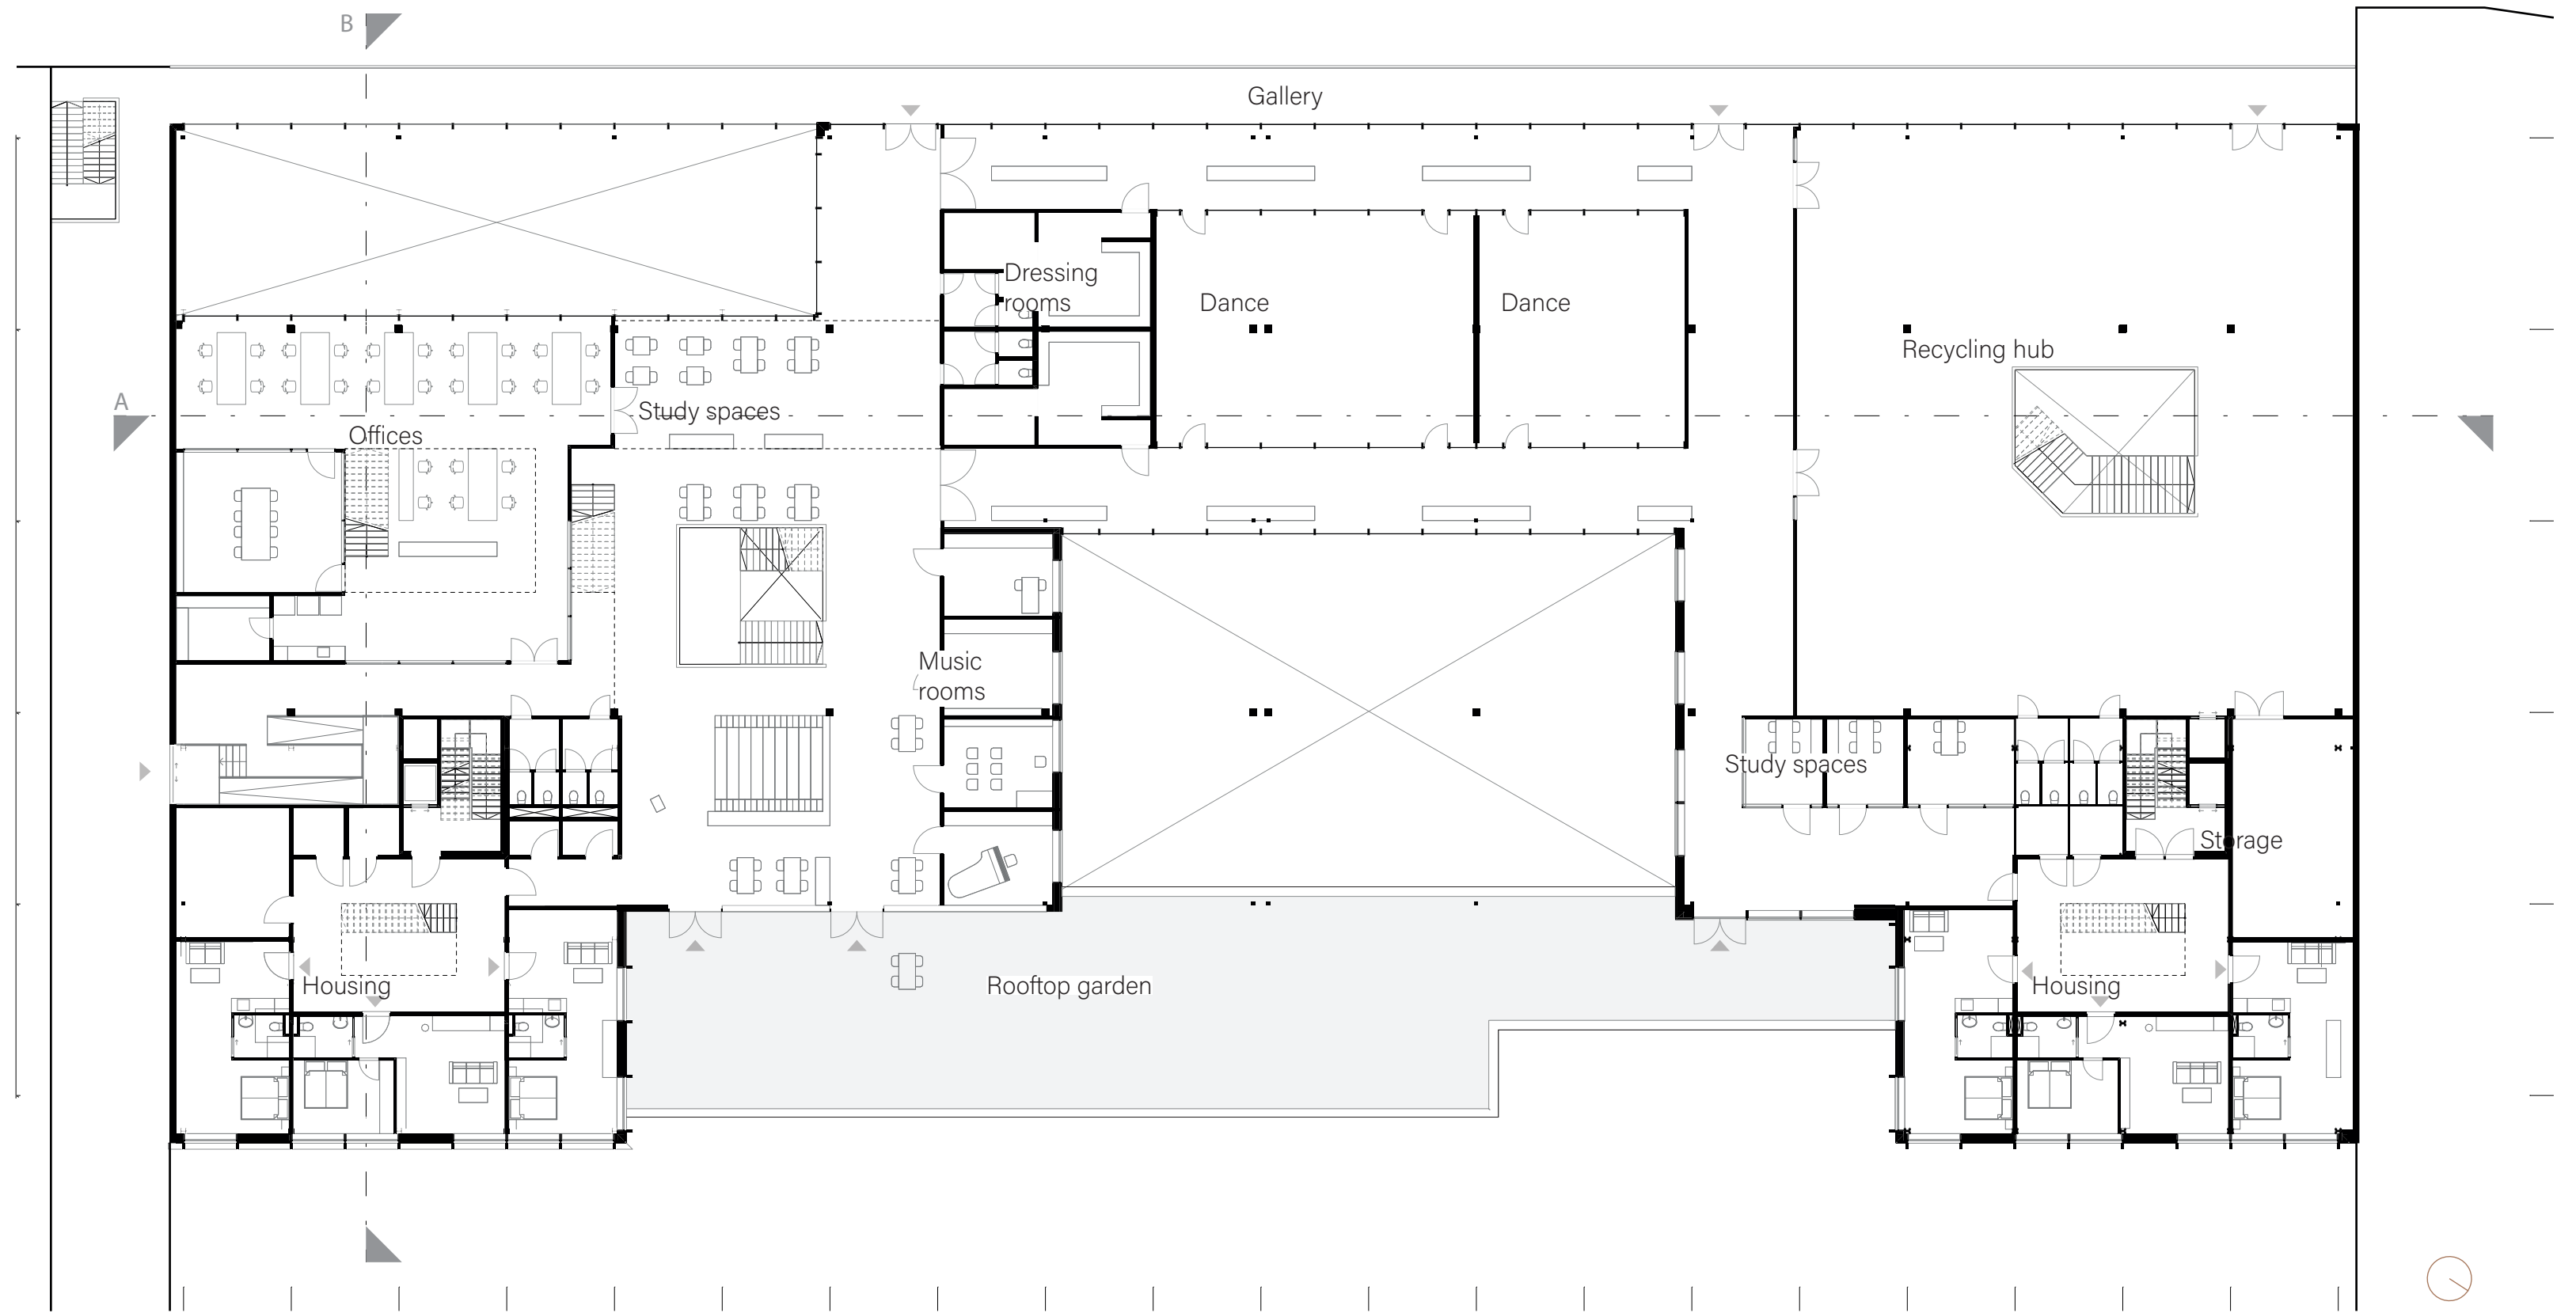 B
Gallery
Dressing
rooms
Dance
Dance
Recycling hub
A
Study spaces
Offices
Music
rooms
Study spaces
Storage
Housing
Rooftop garden
Housing